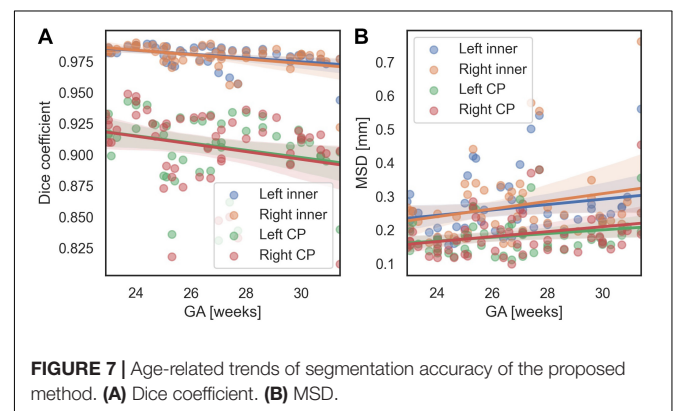 A
B
0.975
0.950
0.925
0.900
0.875
0.850
0.825
Dice coefficient
Left inner
Right inner
Left CP
Right CP
24
26
28
30
GA [weeks]
0.7
0.6
0.5
0.4
0.3
0.2
0.1
MSD [mm]
Left inner
Right inner
Left CP
Right CP
24
26
28
30
GA [weeks]
FIGURE 7 | Age-related trends of segmentation accuracy of the proposed
method. (A) Dice coefficient. (B) MSD.